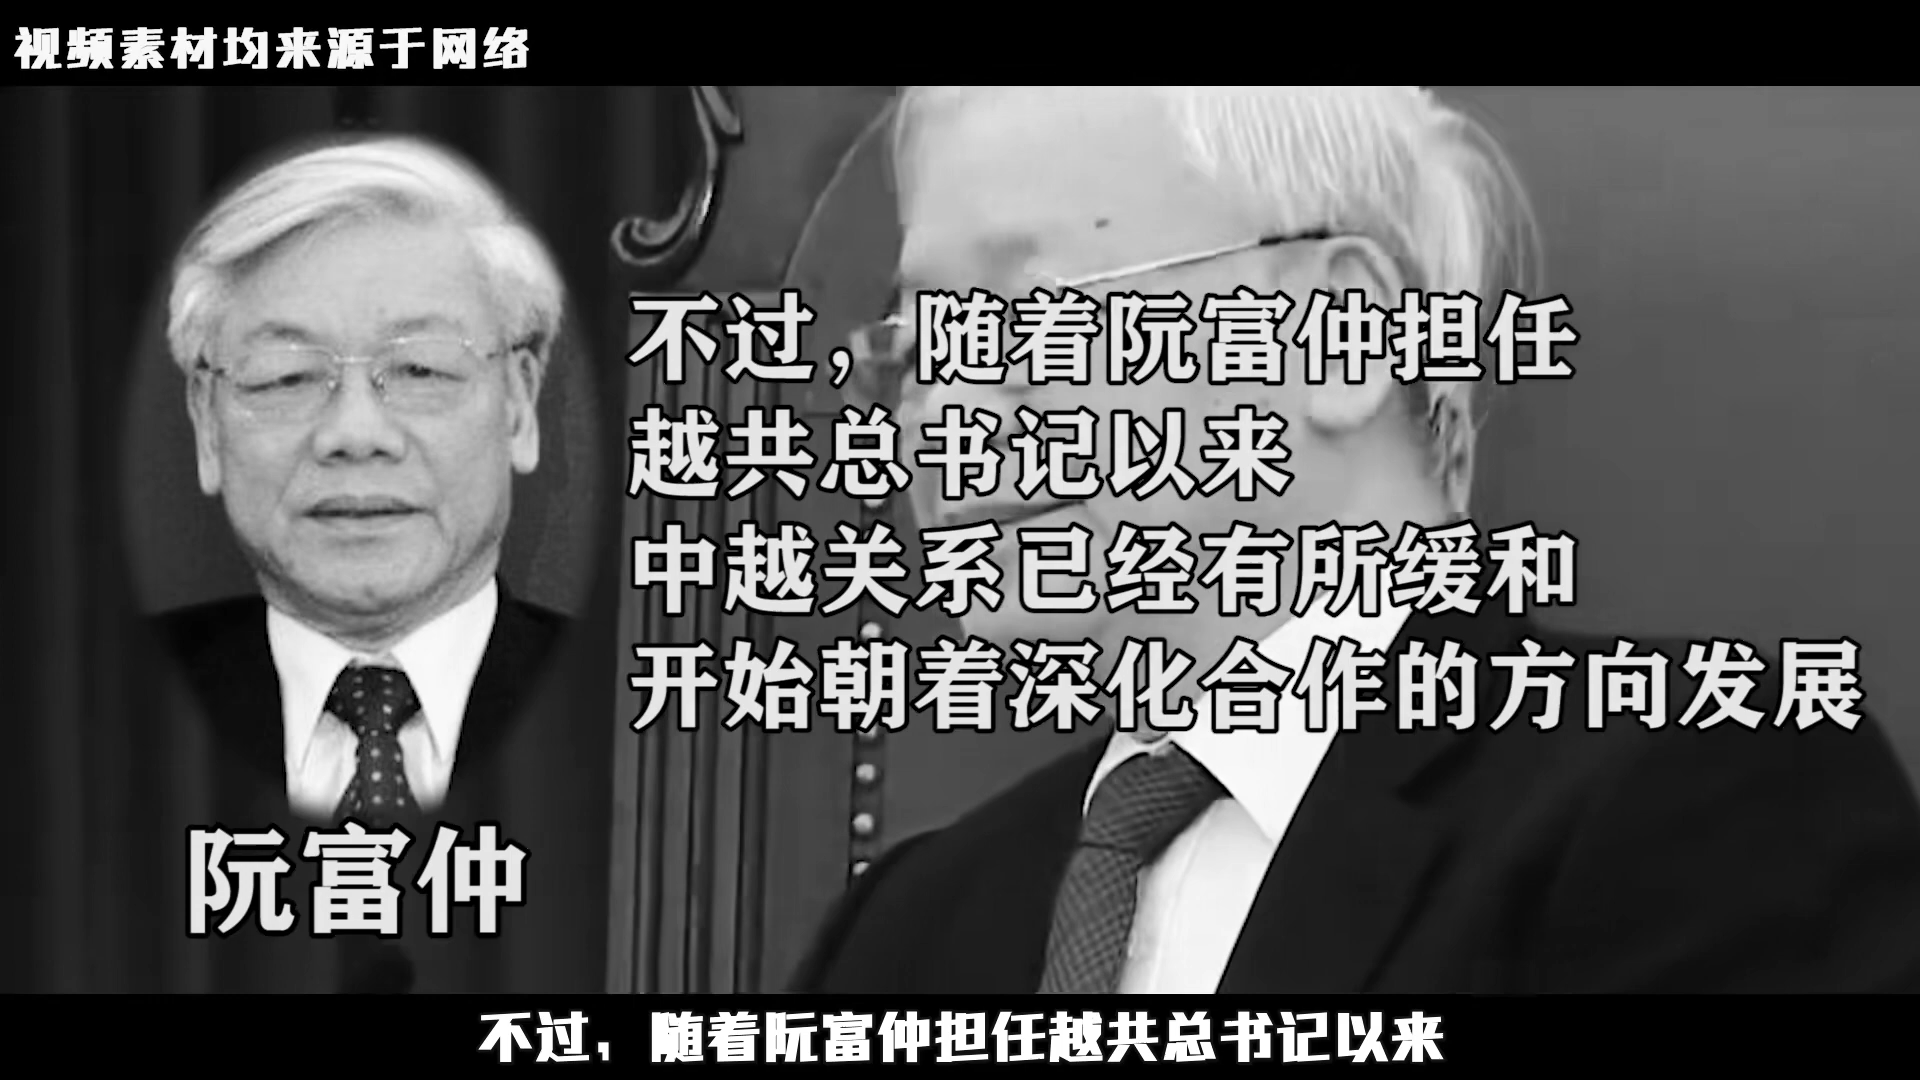 视频素材均来源于网络
不过，随着阮富仲担任
越共总书记以来
中越关系已经有所缓和
开始朝着深化合作的方向发展
阮富仲
不过，随着阮富仲担任越共总书记以来